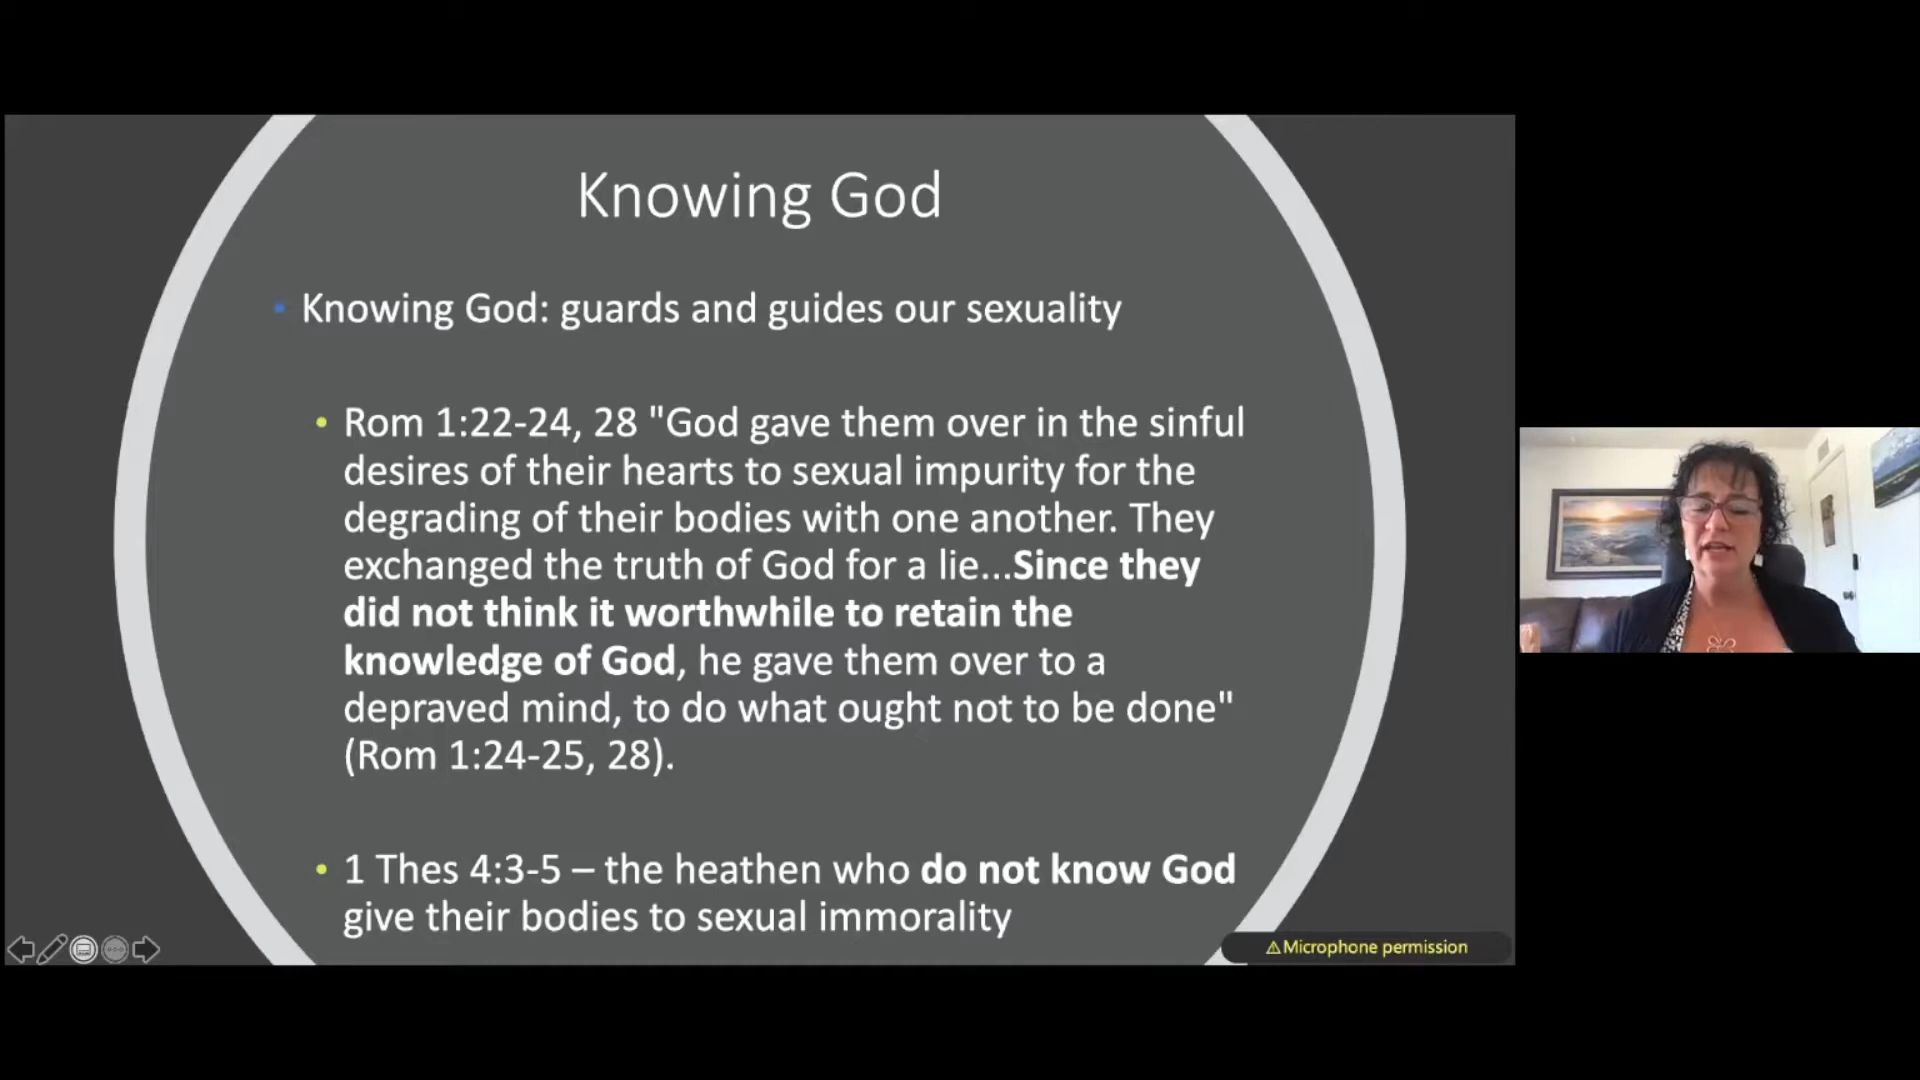 Knowing God
Knowing God: guards and guides our sexuality
Rom 1:22-24, 28 "God gave them over in the sinful
desires of their hearts to sexual impurity for the
degrading of their bodies with one another. They
exchanged the truth of God for a lie...Since they
did not think it worthwhile to retain the
knowledge of God, he gave them over to a
depraved mind, to do what ought not to be done"
(Rom 1:24-25, 28).
1 Thes 4:3-5 – the heathen who do not know God
give their bodies to sexual immorality
⚠Microphone permission